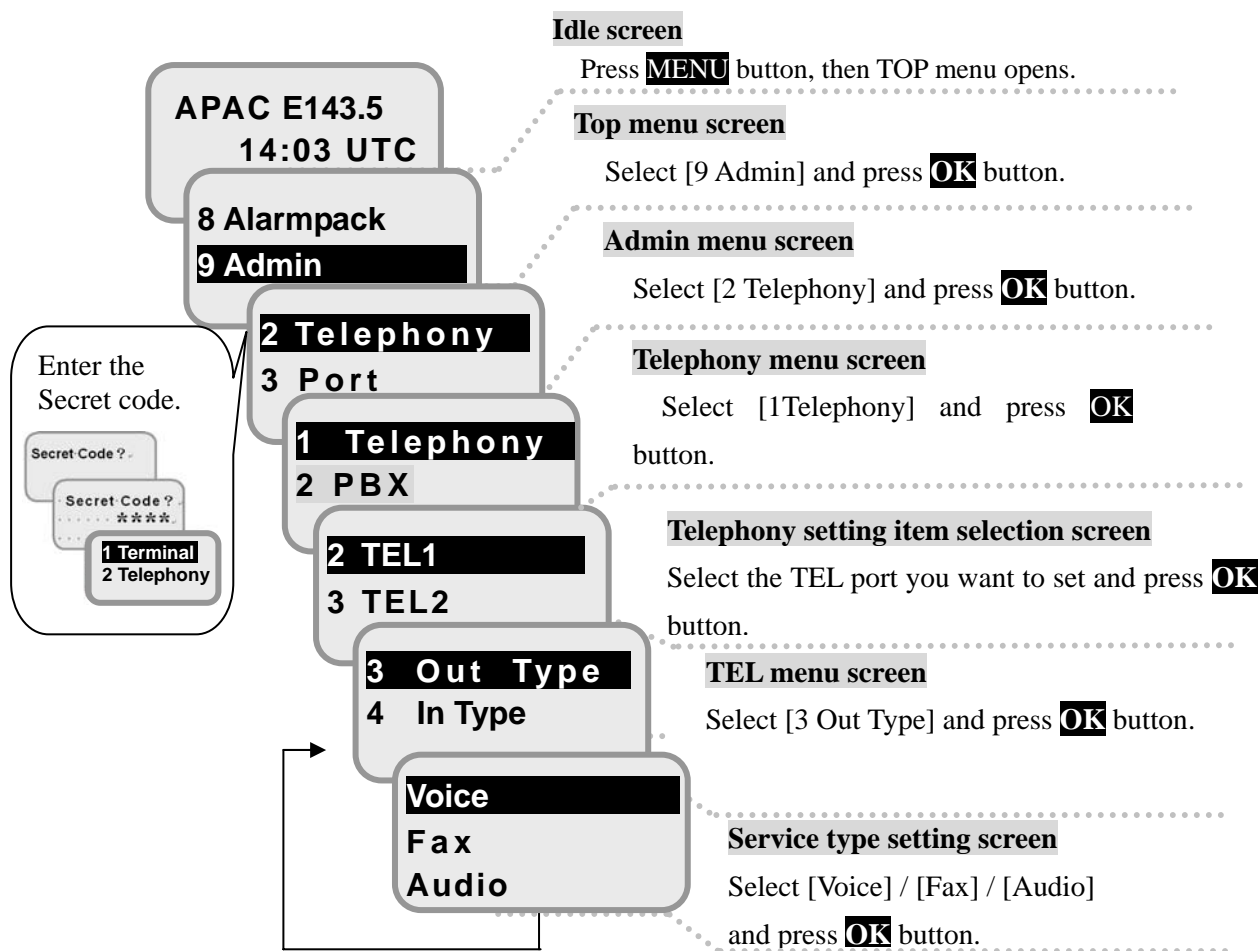 Idle screen
Press MENU button, then TOP menu opens.
APAC E143.5
14:03 UTC
Top menu screen
Select [9 Admin] and press OK button.
8 Alarmpack
9 Admin
Admin menu screen
Select [2 Telephony] and press OK button.
2 Telephony
3 Port
Enter the
Secret code.
Secret Code ?
Secret Code ?
****
1 Terminal
2 Telephony
Telephony menu screen
Select [1Telephony] and press OK
button.
1 Telephony
2 PBX
Telephony setting item selection screen
Select the TEL port you want to set and press OK
button.
2 TEL1
3 TEL2
TEL menu screen
Select [3 Out Type] and press OK button.
3 Out Type
4 In Type
Service type setting screen
Select [Voice] / [Fax] / [Audio]
and press OK button.
Voice
Fax
Audio